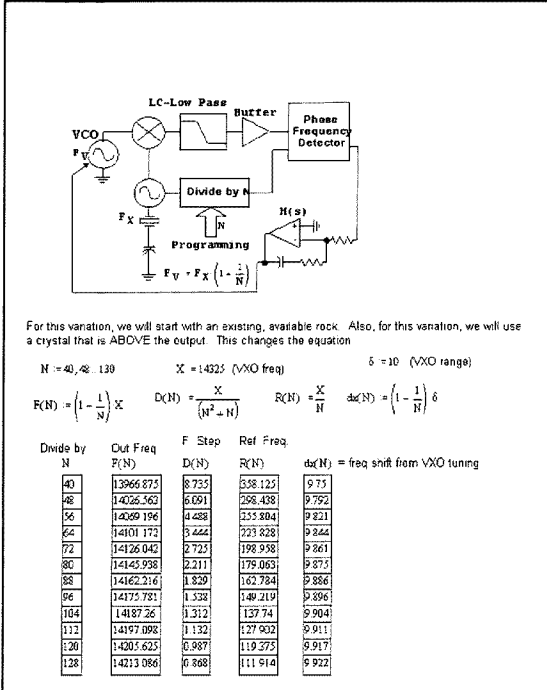 LC-Low Pass
Buffer
Phase
Frequency
Detector
VCO
F_V
Divide by N
F_X
N
Programming
H(s)
F_V = F_X (1 - 1/N)
For this variation, we will start with an existing, available rock. Also, for this variation, we will use
a crystal that is ABOVE the output. This changes the equation
N := 40, 48 .. 130 X := 14325 (VXO freq) δ := 10 (VXO range)
F(N) := (1 - 1/N) X D(N) := X/(N² + N) R(N) := X/N dx(N) := (1 - 1/N) δ
Divide by Out Freq F Step Ref Freq.
N F(N) D(N) R(N) dx(N) = freq shift from VXO tuning
40 13966.875 8.735 358.125 9.75
48 14026.563 6.091 298.438 9.792
56 14069.196 4.488 255.804 9.821
64 14101.172 3.444 223.828 9.844
72 14126.042 2.725 198.958 9.861
80 14145.938 2.211 179.063 9.875
88 14162.216 1.829 162.784 9.886
96 14175.781 1.538 149.219 9.896
104 14187.26 1.312 137.74 9.904
112 14197.098 1.132 127.902 9.911
120 14205.625 0.987 119.375 9.917
128 14213.086 0.868 111.914 9.922